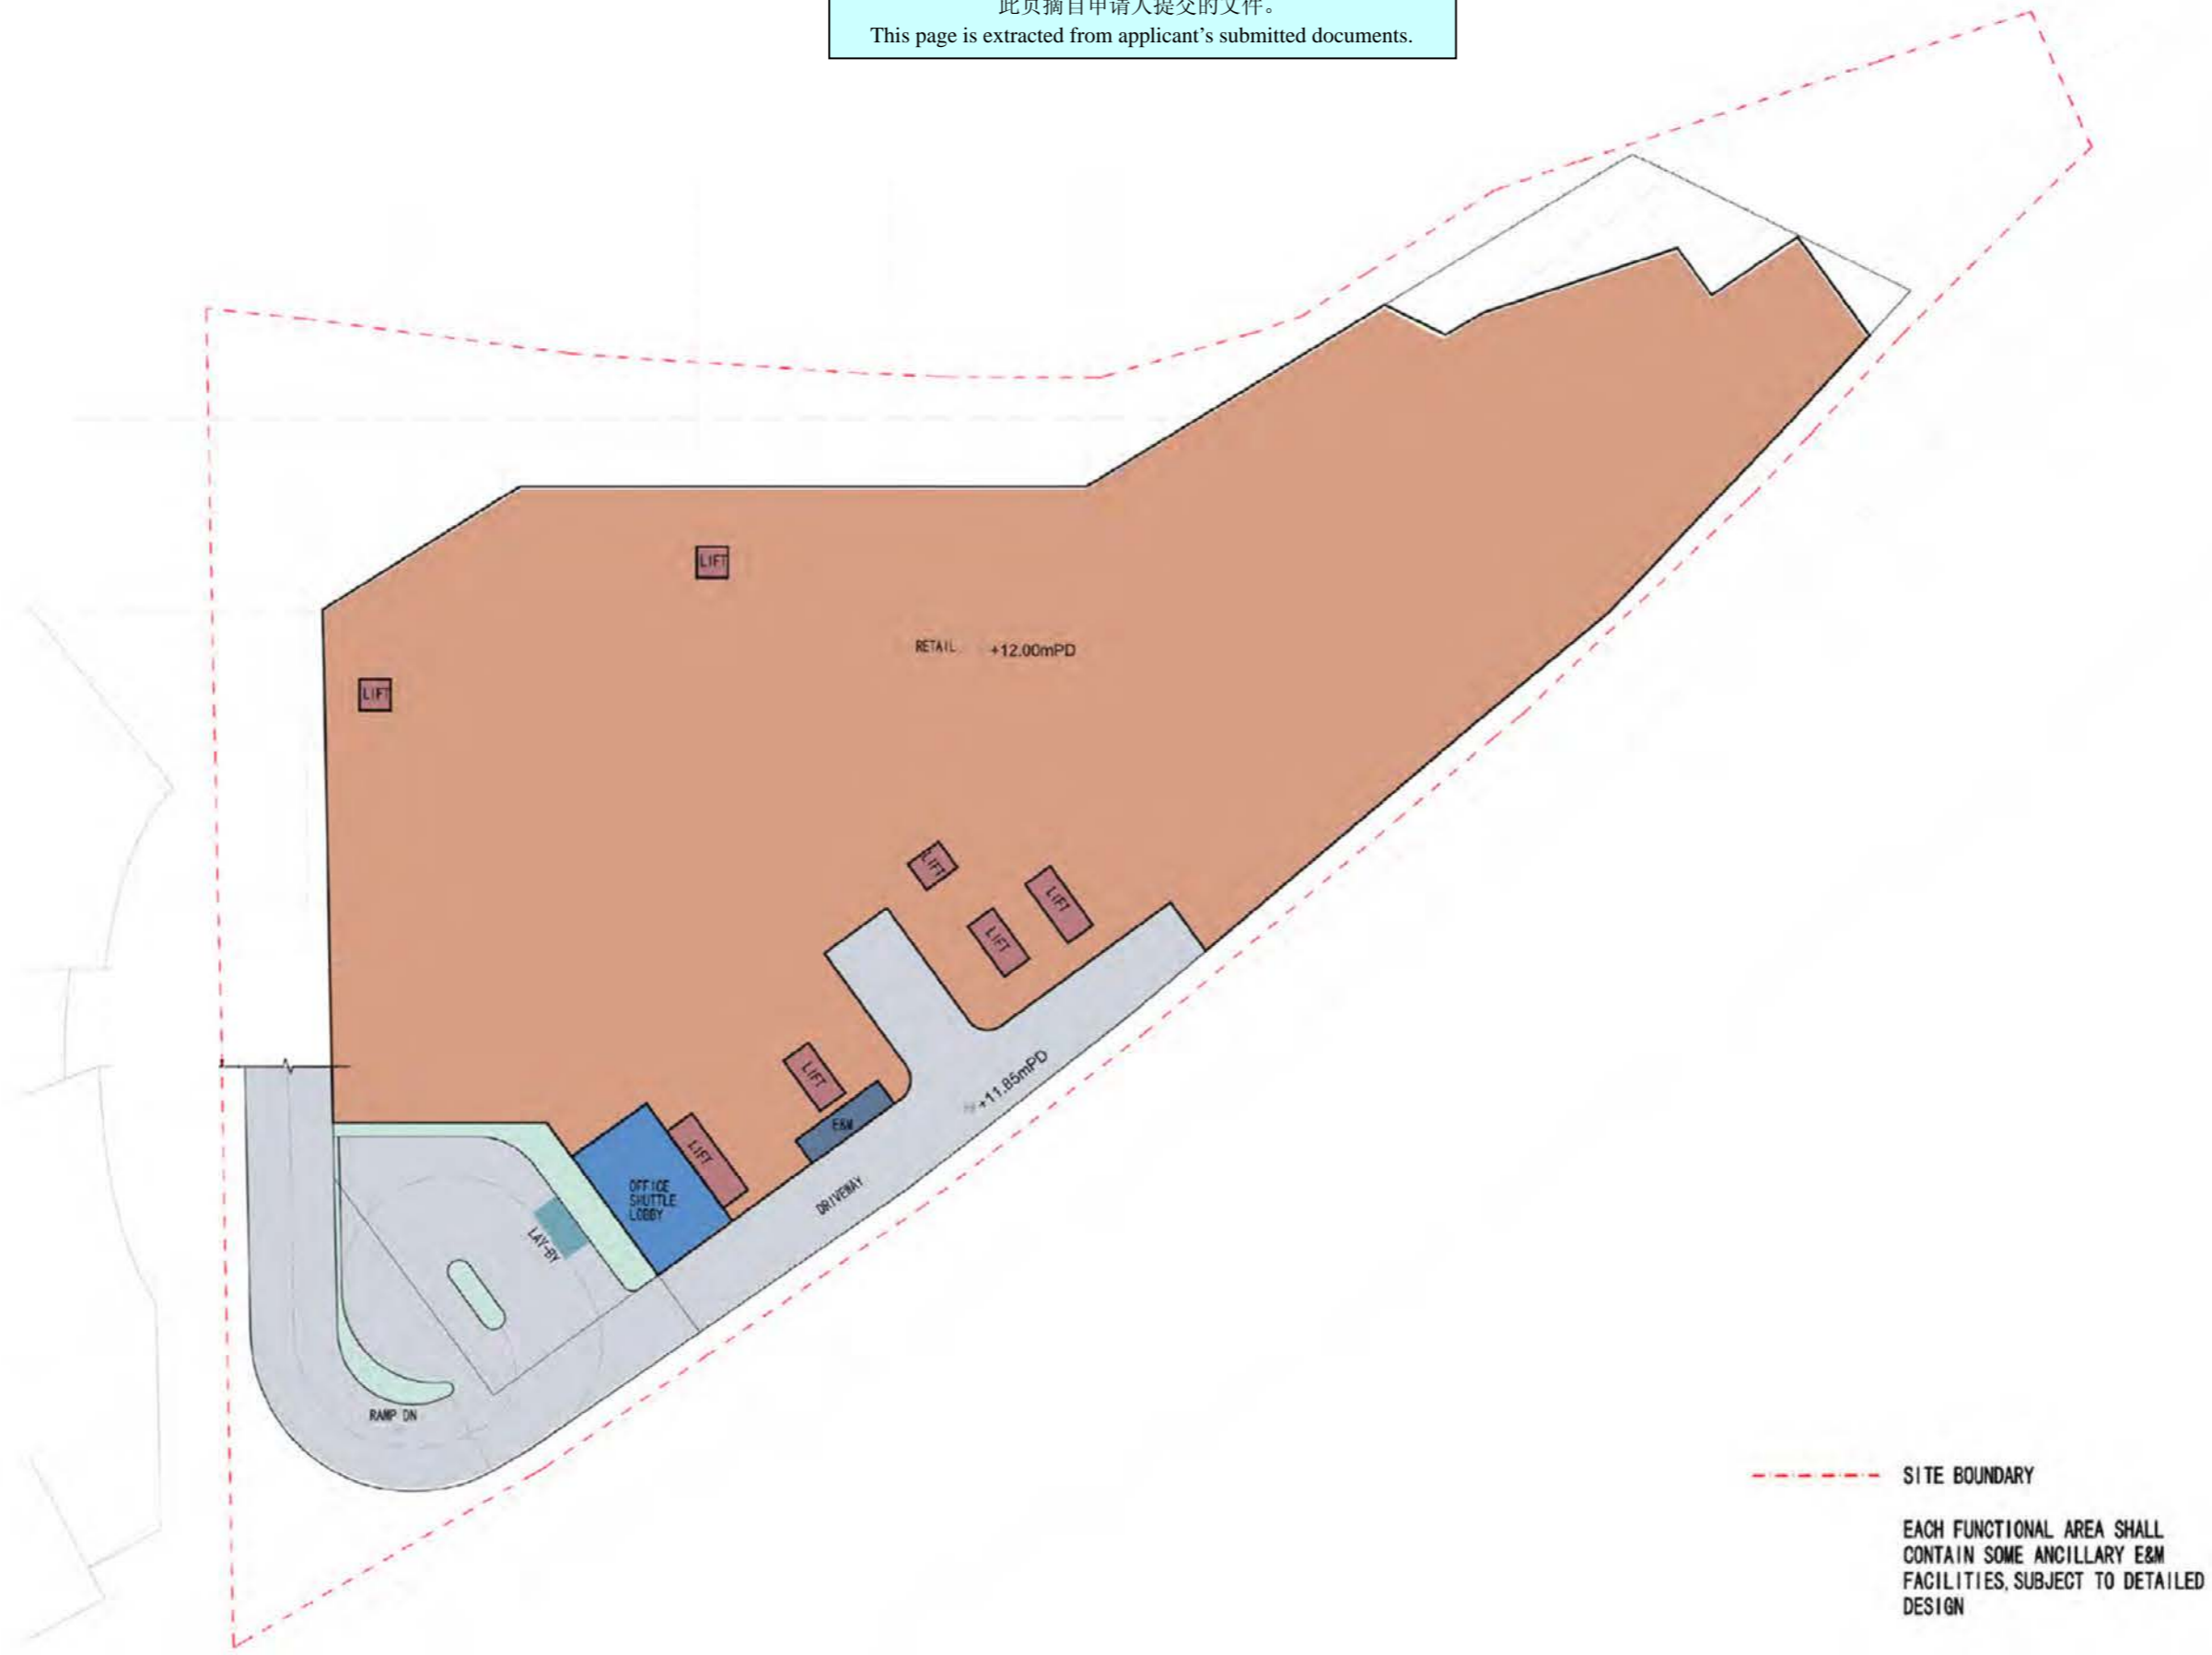 此页摘自申请人提交的文件。
This page is extracted from applicant's submitted documents.
LIFT
RETAIL +12.00mPD
LIFT
LIFT
LIFT
LIFT
LIFT
+11.85mPD
E&M
LIFT
OFFICE
SHUTTLE
LOBBY
DRIVEWAY
LAY-BY
RAMP DN
SITE BOUNDARY
EACH FUNCTIONAL AREA SHALL
CONTAIN SOME ANCILLARY E&M
FACILITIES, SUBJECT TO DETAILED
DESIGN